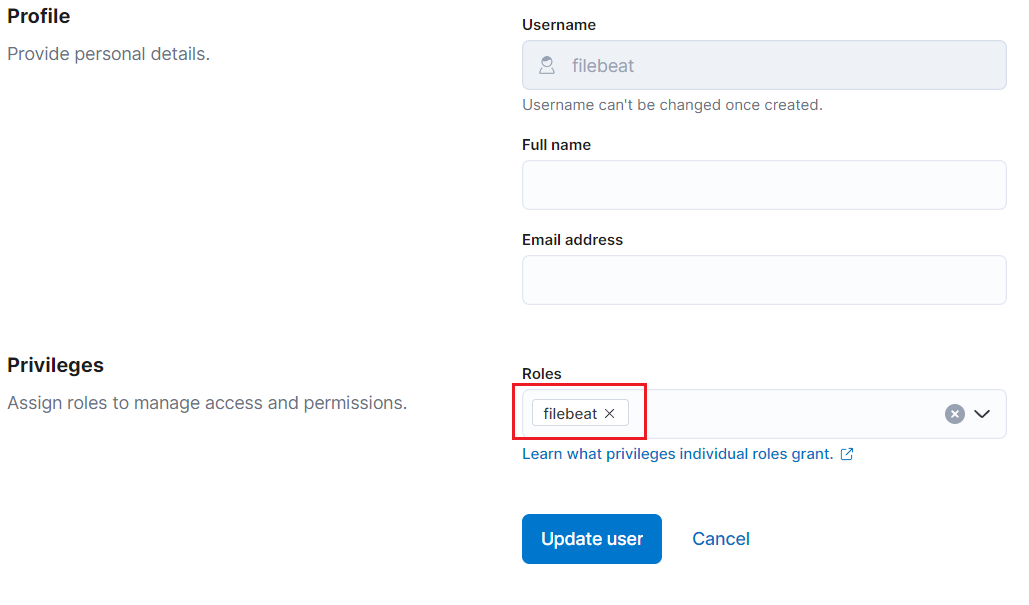 Profile
Provide personal details.
Username
filebeat
Username can't be changed once created.
Full name
Email address
Privileges
Assign roles to manage access and permissions.
Roles
filebeat
Learn what privileges individual roles grant.
Update user
Cancel